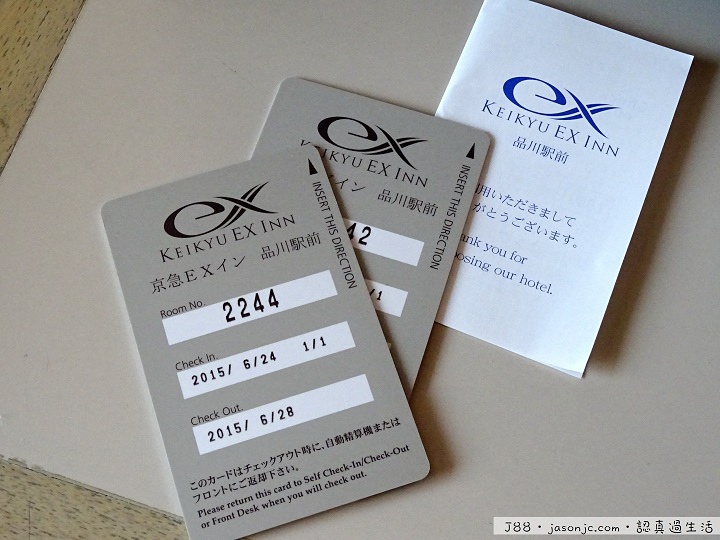 ex
KEIKYU EX INN
京急EXイン 品川駅前
INSERT THIS DIRECTION
Room No.
2244
Check In.
2015/ 6/24 1/1
Check Out.
2015/ 6/28
このカードはチェックアウト時に、自動精算機または
フロントにご返却下さい。
Please return this card to Self Check-In/Check-Out
or Front Desk when you will check out.
ex
KEIKYU EX INN
イン 品川駅前
INSERT THIS DIRECTION
42
/1
ex
KEIKYU EX INN
品川駅前
用いただきまして
がとうございます。
ank you for
osing our hotel.
J88・jasonjc.com・認真過生活